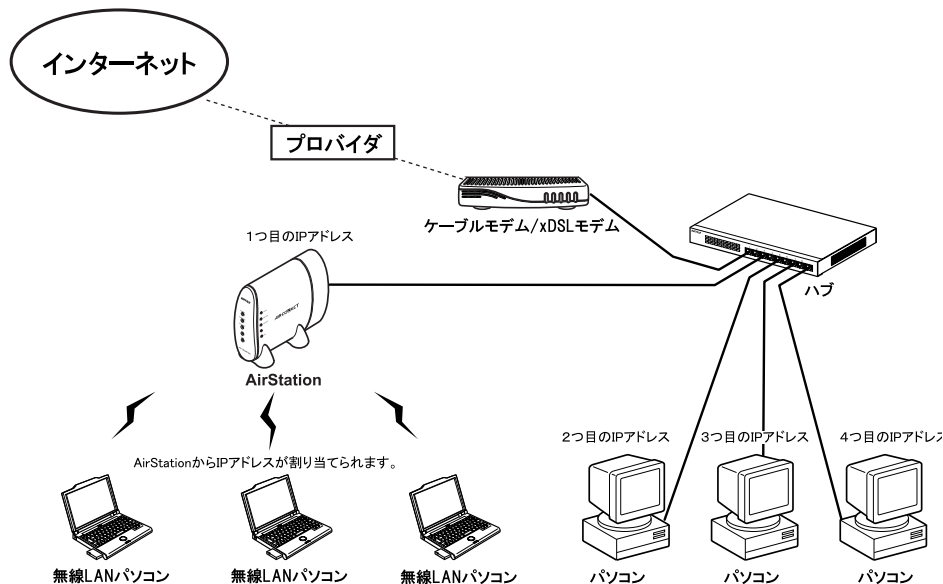 インターネット
プロバイダ
ケーブルモデム/xDSLモデム
1つ目のIPアドレス
ハブ
AirStation
2つ目のIPアドレス
3つ目のIPアドレス
4つ目のIPアドレス
AirStationからIPアドレスが割り当てられます。
無線LANパソコン
無線LANパソコン
無線LANパソコン
パソコン
パソコン
パソコン